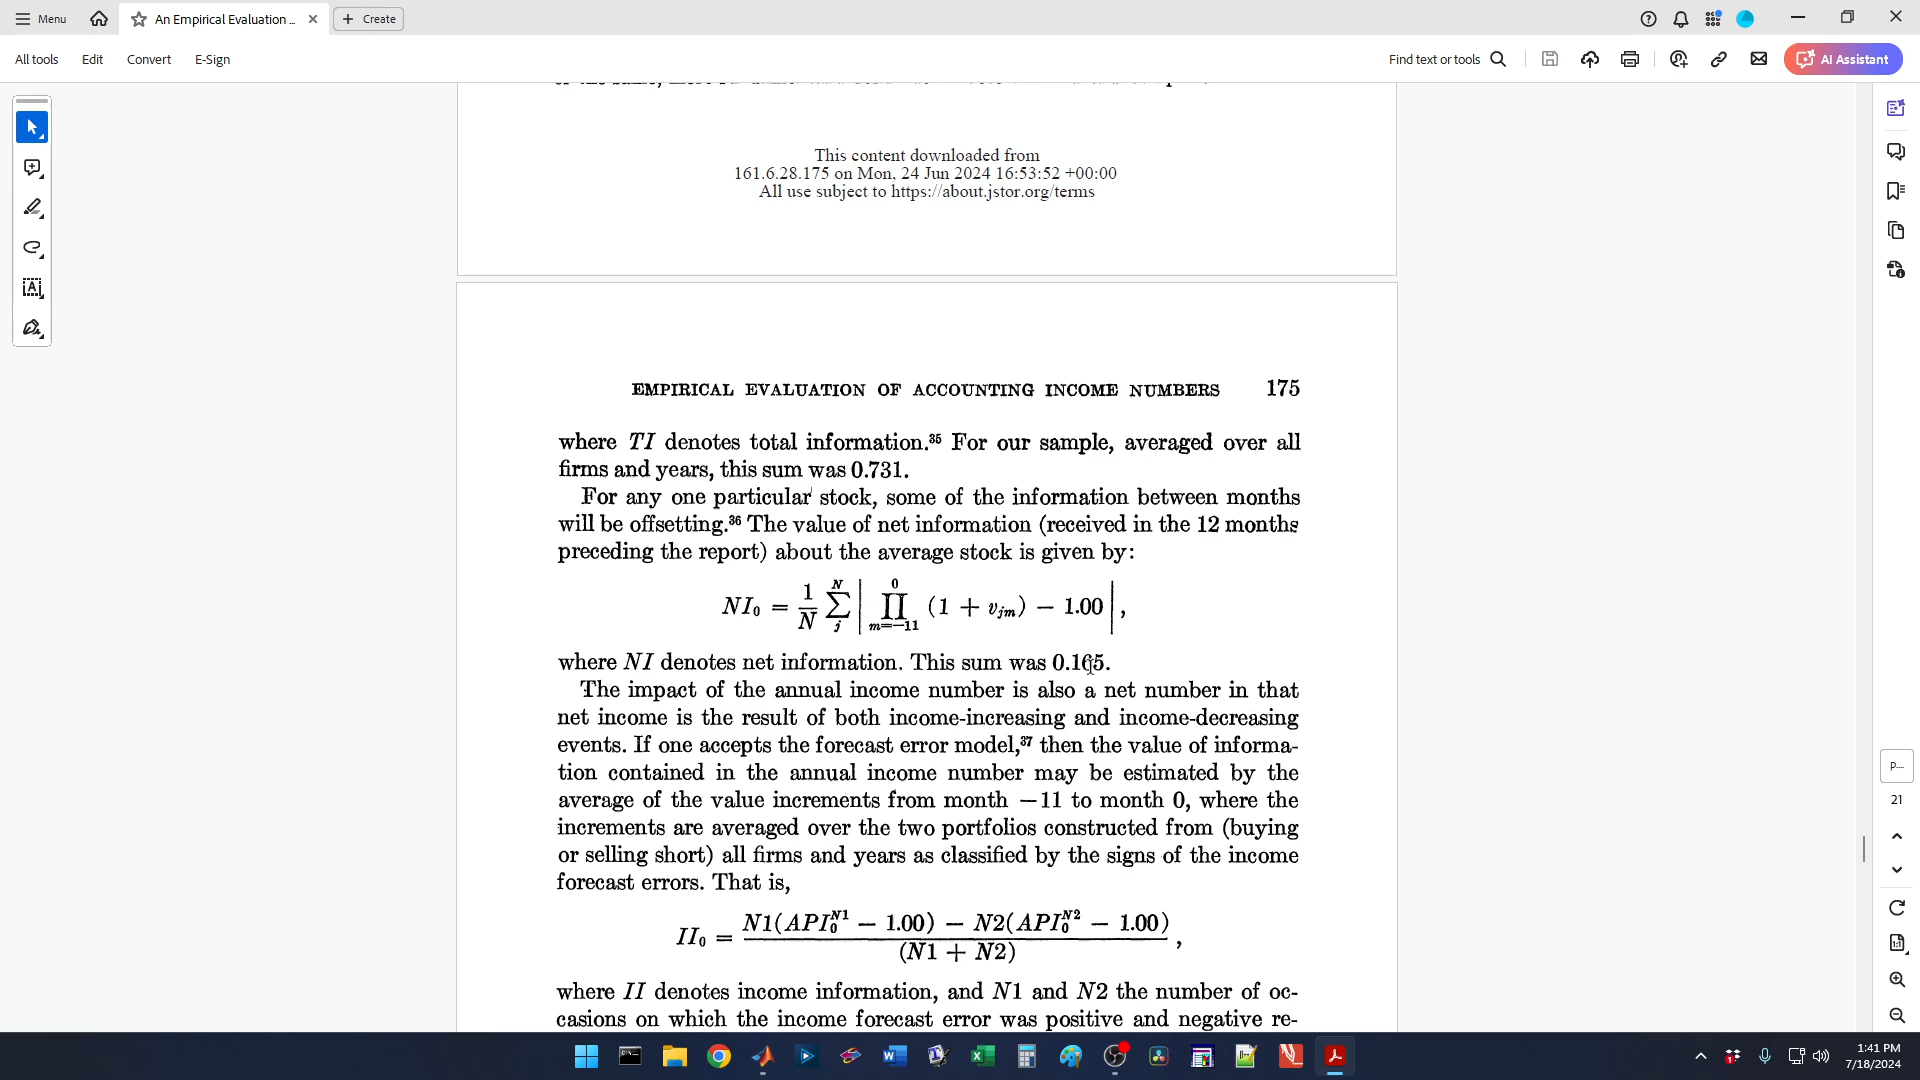 Menu
An Empirical Evaluation ...
Create
All tools
Edit
Convert
E-Sign
Find text or tools
AI Assistant
This content downloaded from
161.6.28.175 on Mon, 24 Jun 2024 16:53:52 +00:00
All use subject to https://about.jstor.org/terms
EMPIRICAL EVALUATION OF ACCOUNTING INCOME NUMBERS 175
where TI denotes total information.³⁵ For our sample, averaged over all
firms and years, this sum was 0.731.
For any one particular stock, some of the information between months
will be offsetting.³⁶ The value of net information (received in the 12 months
preceding the report) about the average stock is given by:
NI₀ = 1/N ∑_j^N | ∏_{m=-11}^0 (1 + v_{jm}) − 1.00 |,
where NI denotes net information. This sum was 0.165.
The impact of the annual income number is also a net number in that
net income is the result of both income-increasing and income-decreasing
events. If one accepts the forecast error model,³⁷ then the value of informa-
tion contained in the annual income number may be estimated by the
average of the value increments from month −11 to month 0, where the
increments are averaged over the two portfolios constructed from (buying
or selling short) all firms and years as classified by the signs of the income
forecast errors. That is,
II₀ = N1(API₀^{N1} − 1.00) − N2(API₀^{N2} − 1.00) / (N1 + N2),
where II denotes income information, and N1 and N2 the number of oc-
casions on which the income forecast error was positive and negative re-
P...
21
1:41 PM
7/18/2024